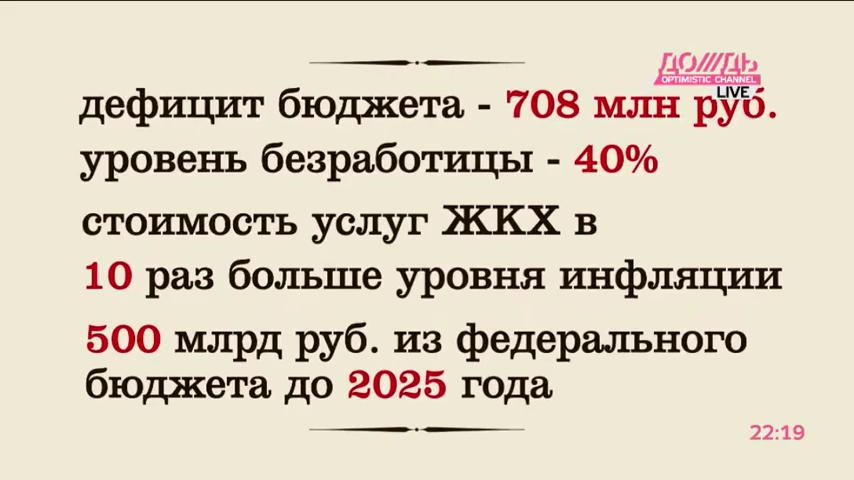 ДОЖДЬ
OPTIMISTIC CHANNEL
LIVE
дефицит бюджета - 708 млн руб.
уровень безработицы - 40%
стоимость услуг ЖКХ в
10 раз больше уровня инфляции
500 млрд руб. из федерального
бюджета до 2025 года
22:19